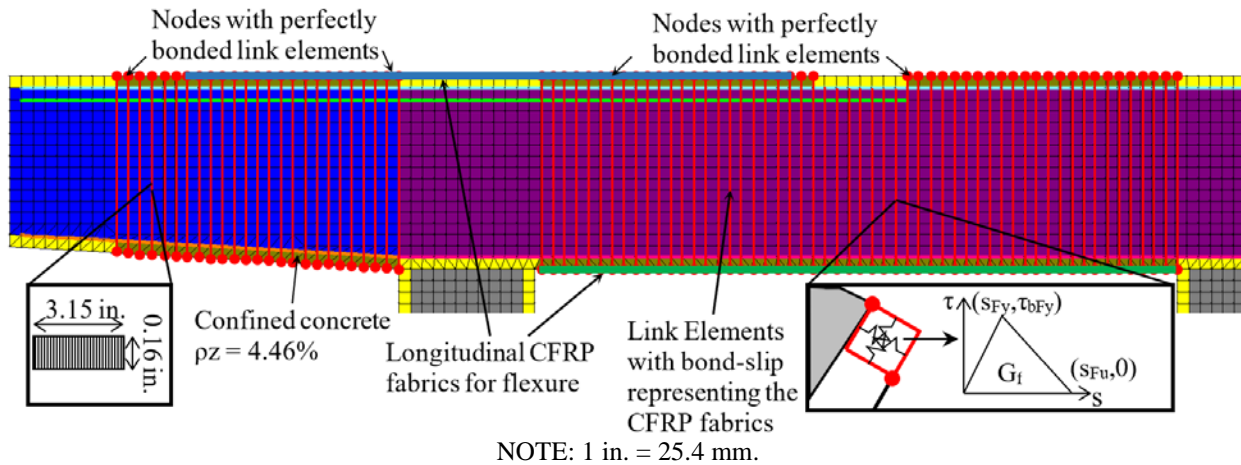 Nodes with perfectly
bonded link elements
Nodes with perfectly
bonded link elements
3.15 in.
0.16 in.
Confined concrete
ρz = 4.46%
Longitudinal CFRP
fabrics for flexure
Link Elements
with bond-slip
representing the
CFRP fabrics
τ (sFy,τbFy)
Gf
(sFu,0)
s
NOTE: 1 in. = 25.4 mm.